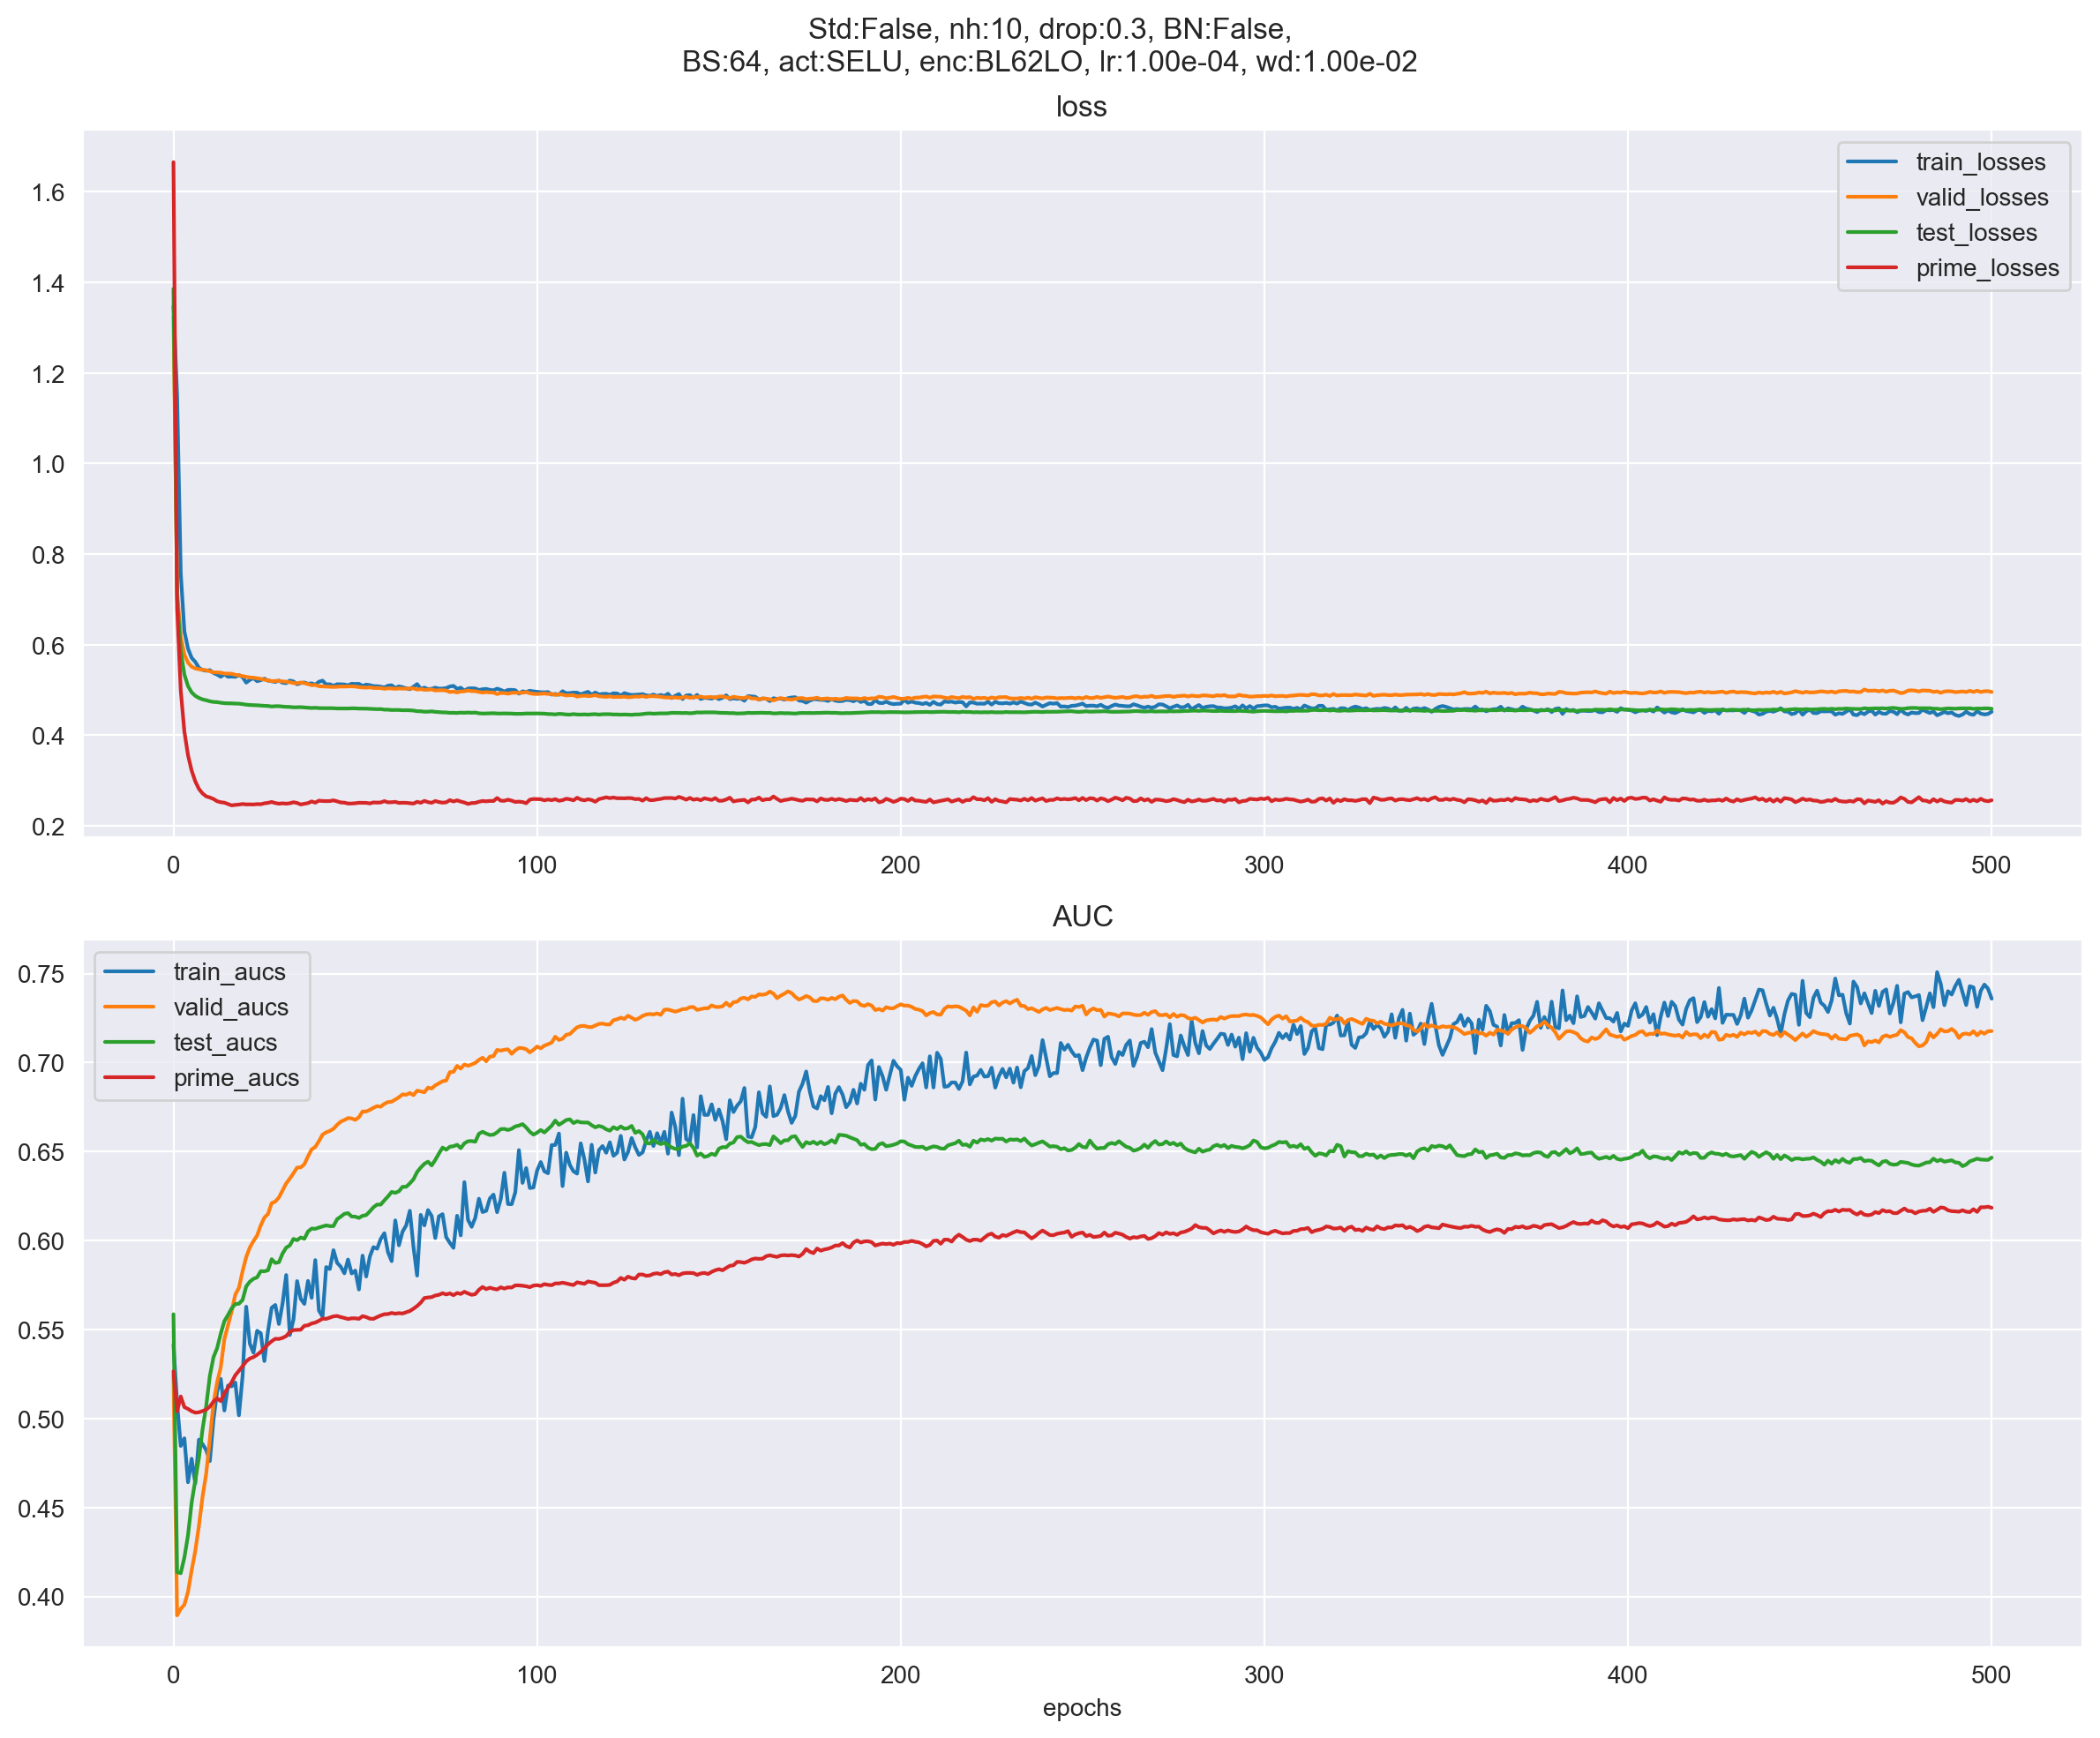 Std:False, nh:10, drop:0.3, BN:False,
BS:64, act:SELU, enc:BL62LO, lr:1.00e-04, wd:1.00e-02
loss
train_losses
valid_losses
test_losses
prime_losses
1.6
1.4
1.2
1.0
0.8
0.6
0.4
0.2
0 100 200 300 400 500
AUC
train_aucs
valid_aucs
test_aucs
prime_aucs
0.75
0.70
0.65
0.60
0.55
0.50
0.45
0.40
0 100 200 300 400 500
epochs